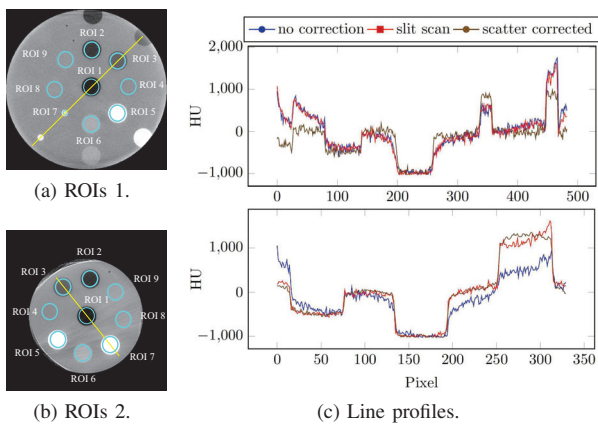 ROI 2
ROI 9
ROI 3
ROI 1
ROI 8
ROI 4
ROI 7
ROI 5
ROI 6
(a) ROIs 1.
ROI 2
ROI 3
ROI 9
ROI 1
ROI 4
ROI 8
ROI 5
ROI 7
ROI 6
(b) ROIs 2.
no correction slit scan scatter corrected
2,000
1,000
0
−1,000
HU
0 100 200 300 400 500
1,000
0
−1,000
HU
0 50 100 150 200 250 300 350
Pixel
(c) Line profiles.